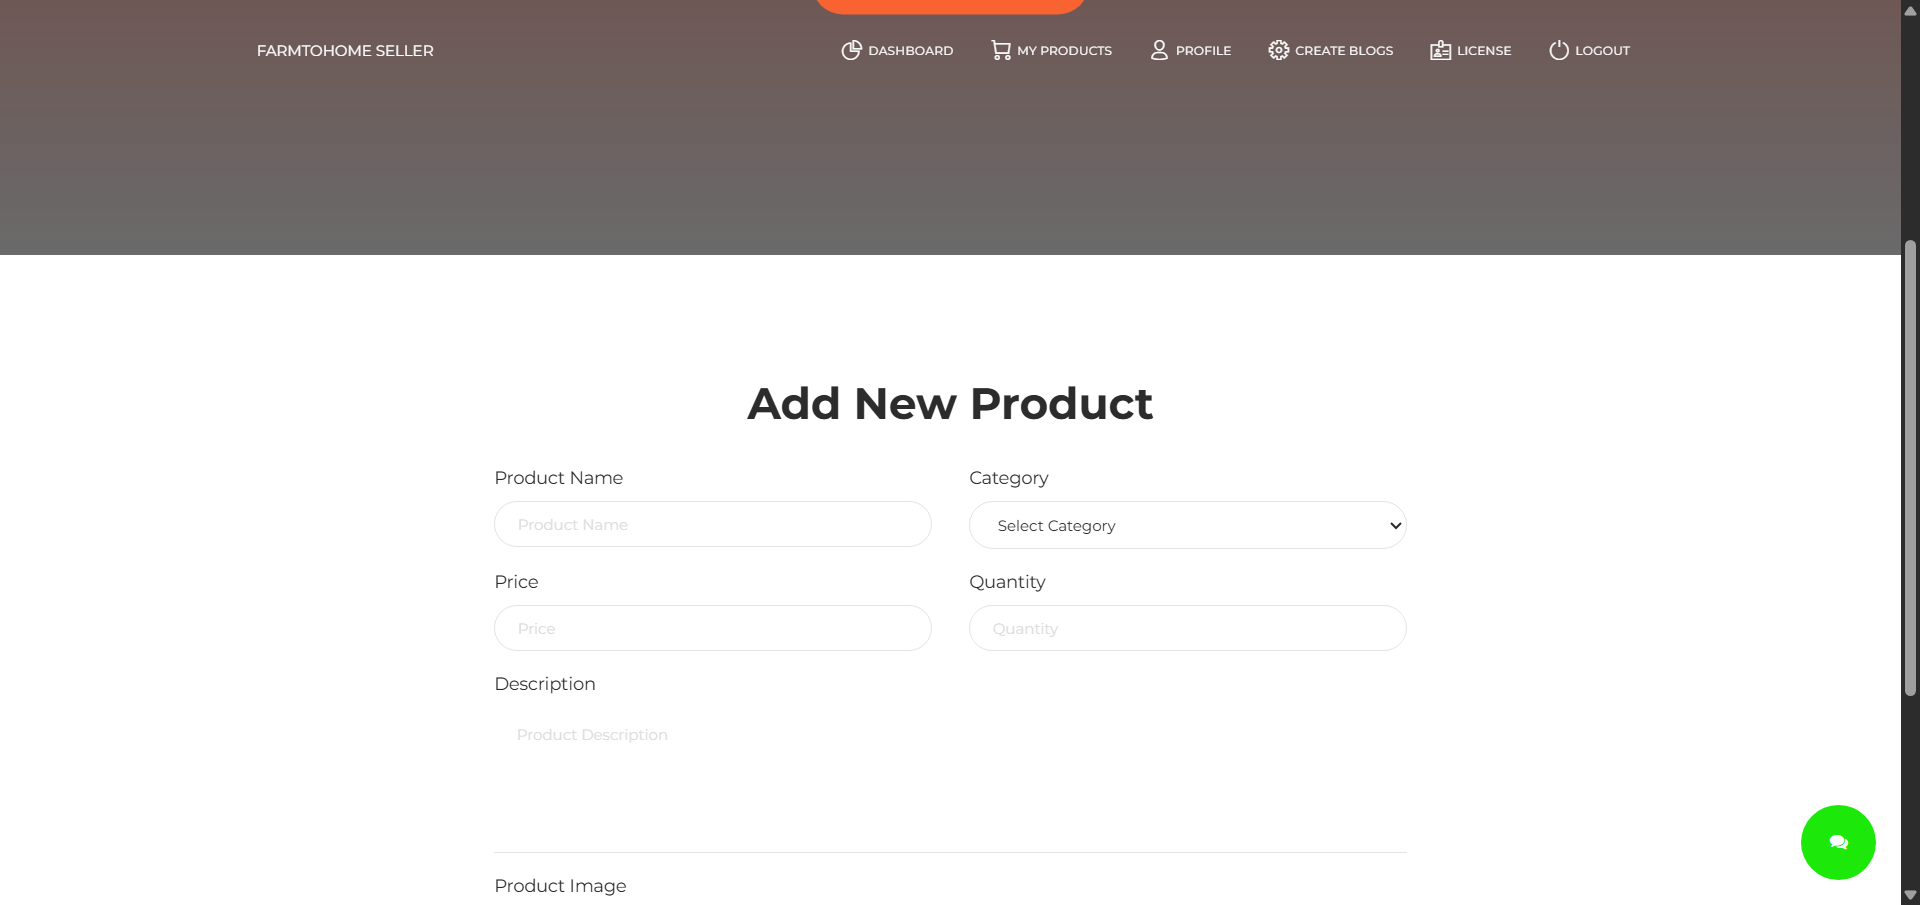 FARMTOHOME SELLER
DASHBOARD
MY PRODUCTS
PROFILE
CREATE BLOGS
LICENSE
LOGOUT
Add New Product
Product Name
Category
Product Name
Select Category
Price
Quantity
Price
Quantity
Description
Product Description
Product Image